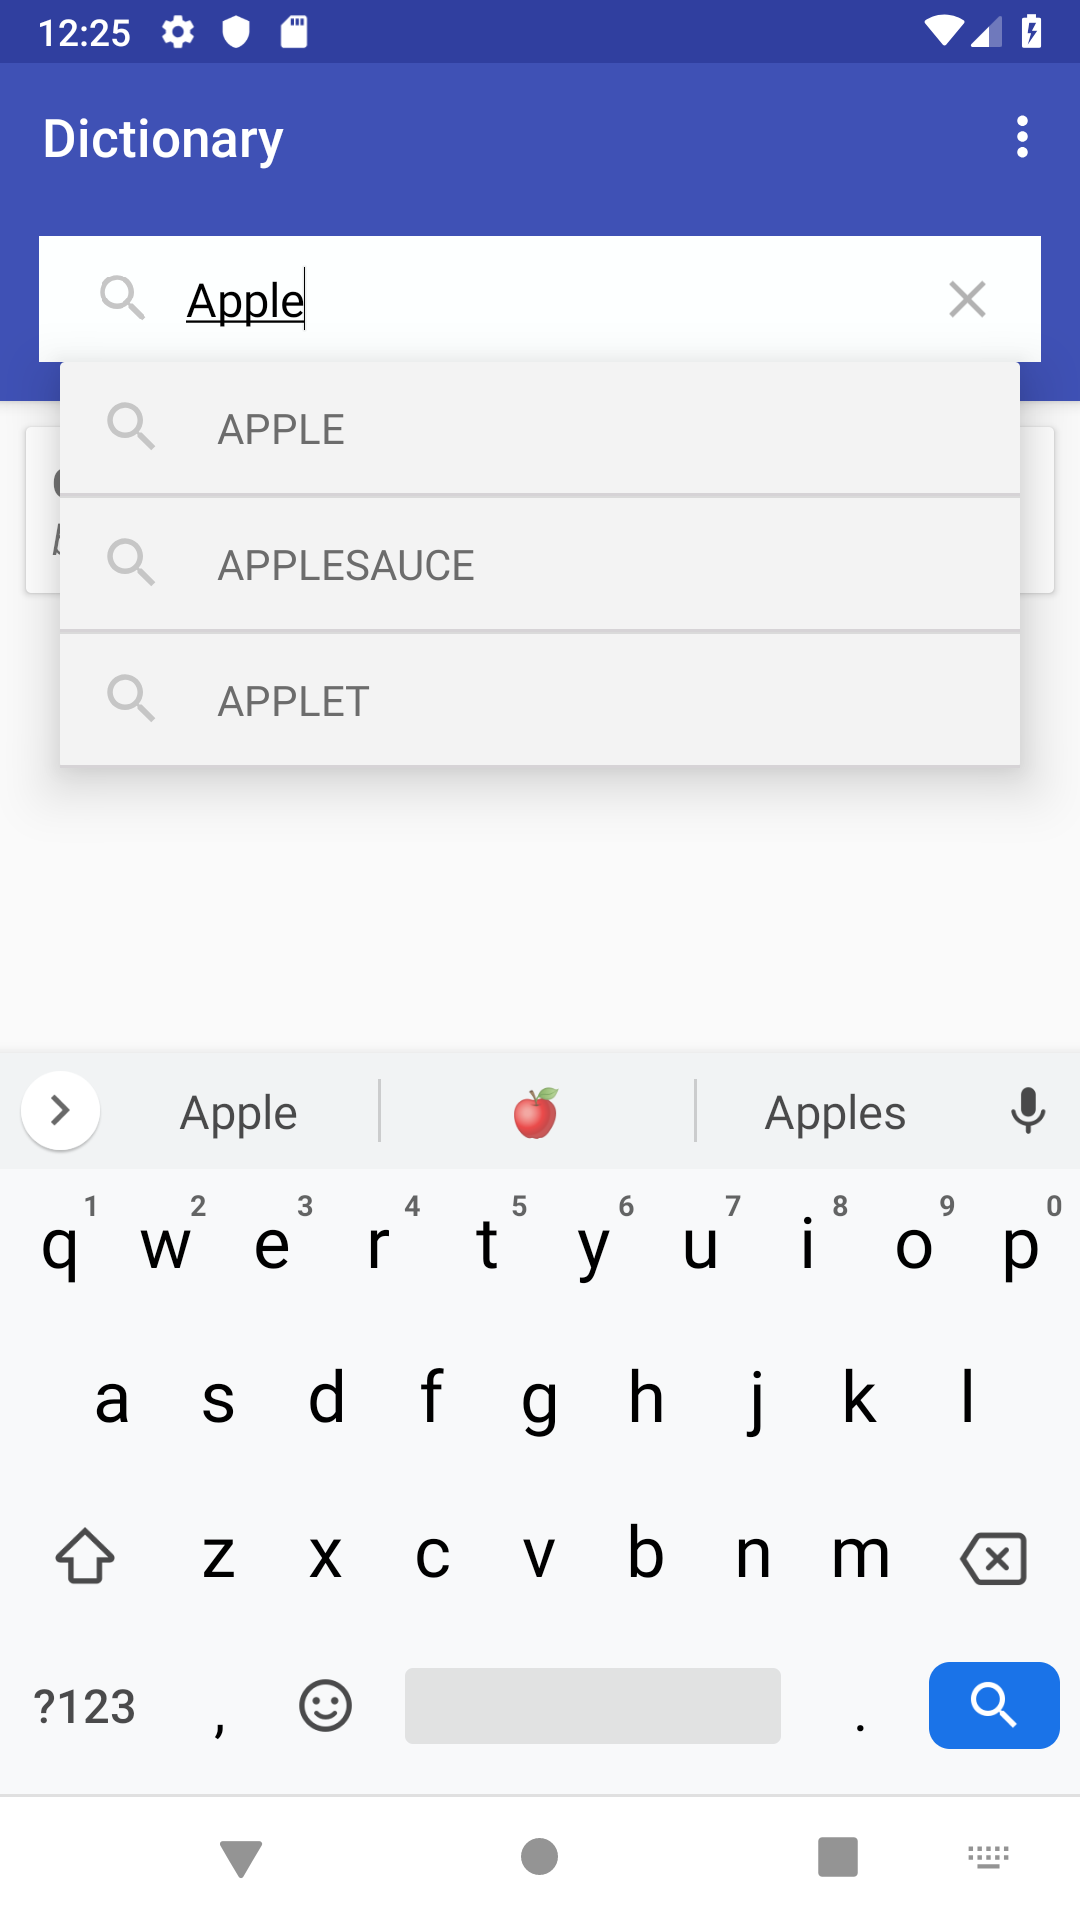 12:25
Dictionary
Apple
APPLE
APPLESAUCE
APPLET
Apple
Apples
1 2 3 4 5 6 7 8 9 0
q w e r t y u i o p
a s d f g h j k l
z x c v b n m
?123 , .